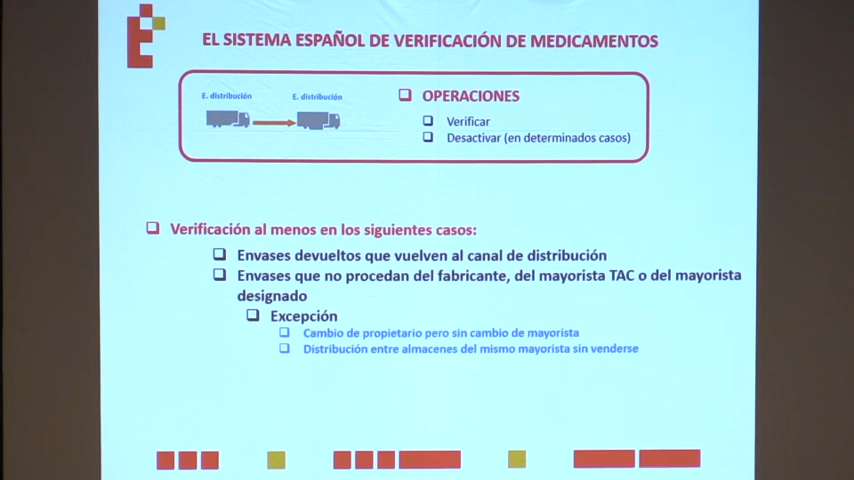 EL SISTEMA ESPAÑOL DE VERIFICACIÓN DE MEDICAMENTOS
E. distribución
E. distribución
OPERACIONES
Verificar
Desactivar (en determinados casos)
Verificación al menos en los siguientes casos:
Envases devueltos que vuelven al canal de distribución
Envases que no procedan del fabricante, del mayorista TAC o del mayorista
designado
Excepción
Cambio de propietario pero sin cambio de mayorista
Distribución entre almacenes del mismo mayorista sin venderse